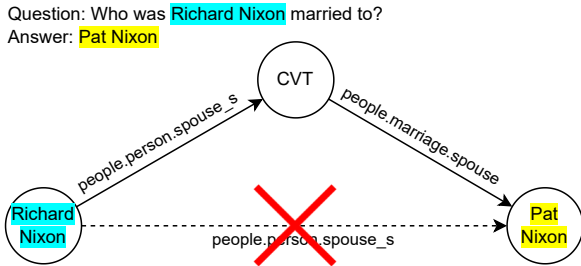 Question: Who was Richard Nixon married to?
Answer: Pat Nixon
CVT
people.person.spouse_s
people.marriage.spouse
Richard
Nixon
people.person.spouse_s
Pat
Nixon